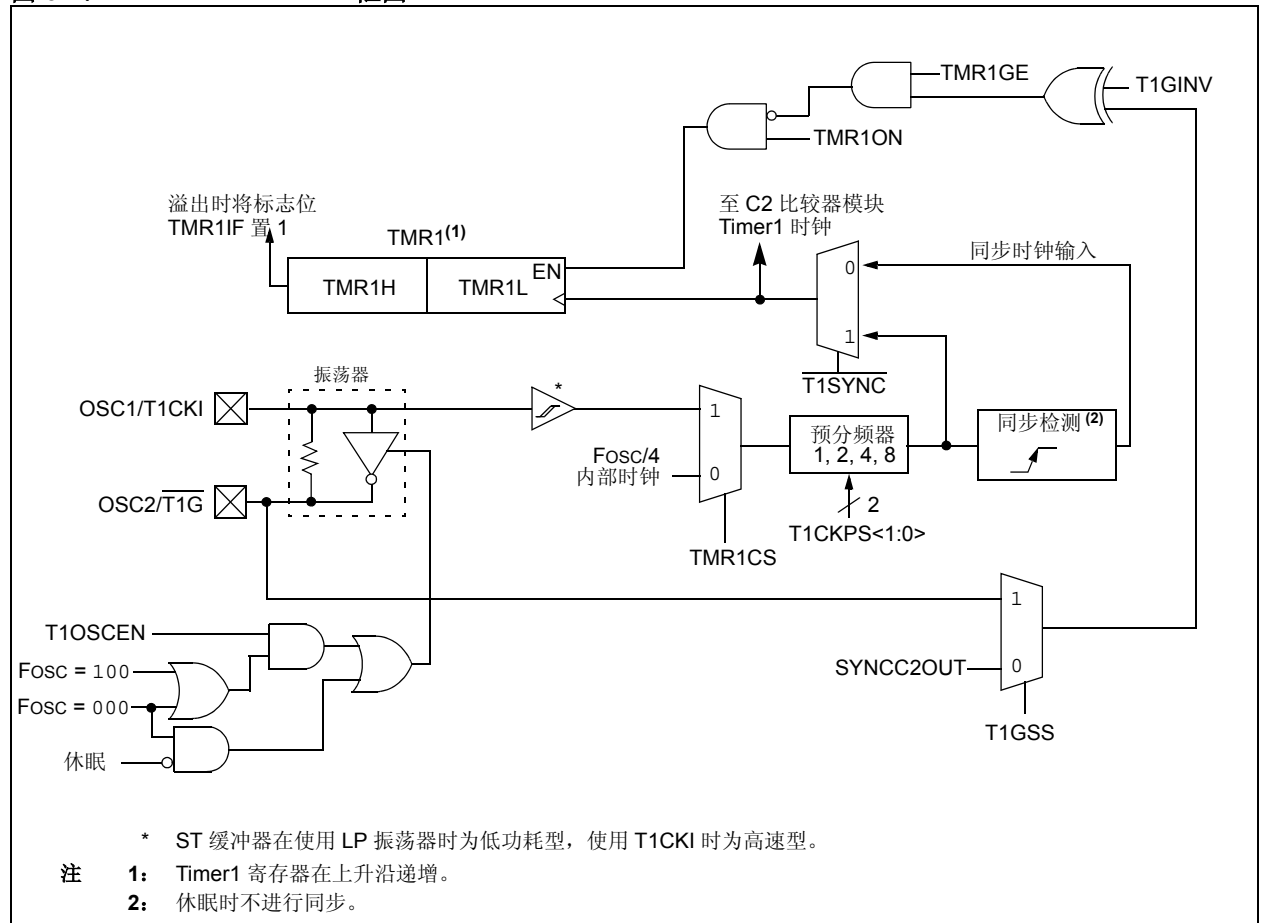 TMR1GE
T1GINV
TMR1ON
溢出时将标志位
TMR1IF 置 1
TMR1(1)
至 C2 比较器模块
Timer1 时钟
同步时钟输入
EN
TMR1H
TMR1L
0
1
T1SYNC
振荡器
*
OSC1/T1CKI
1
预分频器
1, 2, 4, 8
同步检测 (2)
FOSC/4
内部时钟
0
OSC2/T1G
2
T1CKPS<1:0>
TMR1CS
1
T1OSCEN
FOSC = 100
SYNCC2OUT
0
FOSC = 000
T1GSS
休眠
* ST 缓冲器在使用 LP 振荡器时为低功耗型，使用 T1CKI 时为高速型。
注 1： Timer1 寄存器在上升沿递增。
2： 休眠时不进行同步。